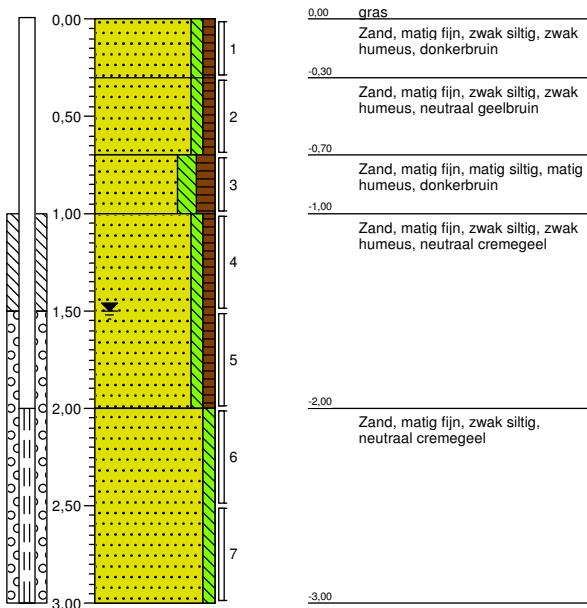 0,00
0,50
1,00
1,50
2,00
2,50
3,00
1
2
3
4
5
6
7
0,00 gras
Zand, matig fijn, zwak siltig, zwak
humeus, donkerbruin
-0,30
Zand, matig fijn, zwak siltig, zwak
humeus, neutraal geelbruin
-0,70
Zand, matig fijn, matig siltig, matig
humeus, donkerbruin
-1,00
Zand, matig fijn, zwak siltig, zwak
humeus, neutraal cremegeel
-2,00
Zand, matig fijn, zwak siltig,
neutraal cremegeel
-3,00